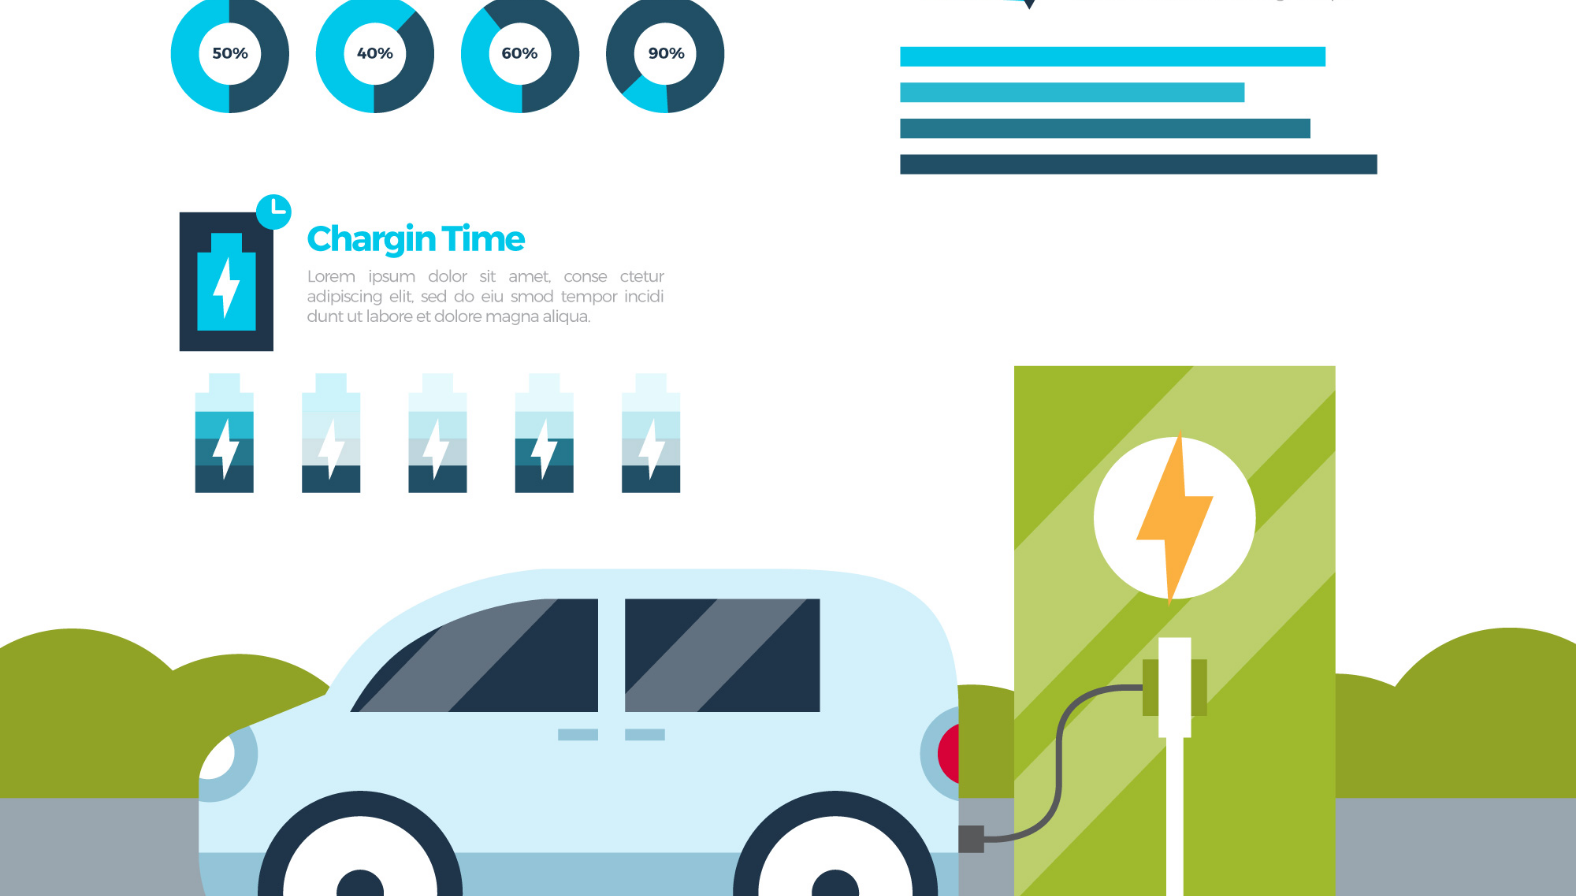 50% 40% 60% 90%
Chargin Time
Lorem ipsum dolor sit amet, conse ctetur
adipiscing elit, sed do eiu smod tempor incidi
dunt ut labore et dolore magna aliqua.